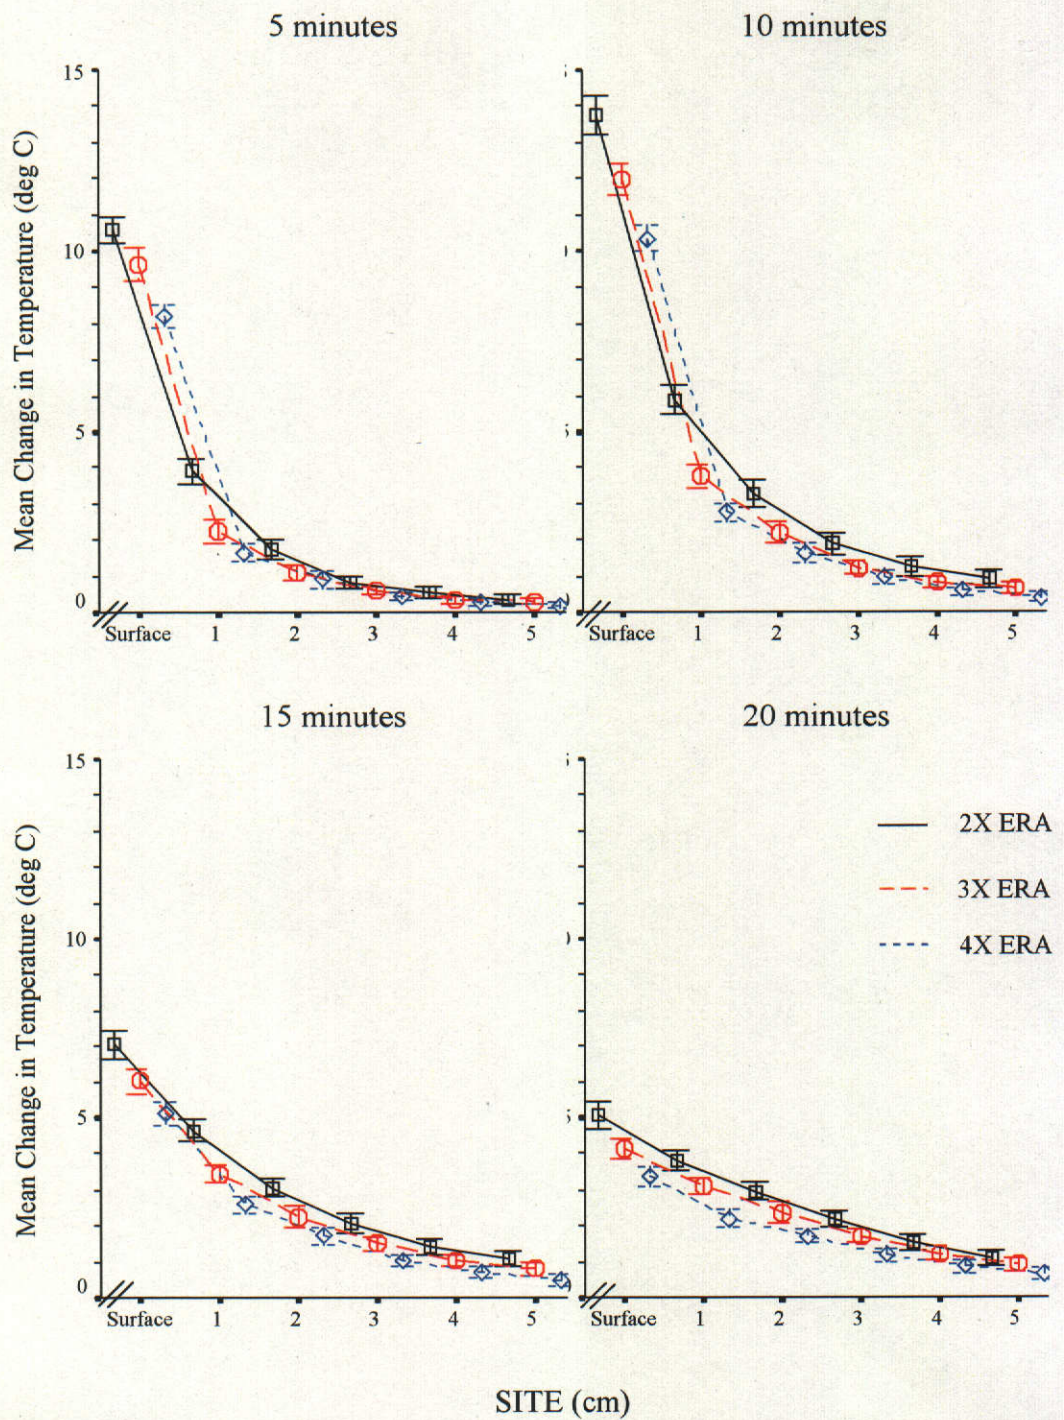 5 minutes
10 minutes
Mean Change in Temperature (deg C)
15
10
5
0
Surface 1 2 3 4 5
Surface 1 2 3 4 5
15 minutes
20 minutes
Mean Change in Temperature (deg C)
15
10
5
0
2X ERA
3X ERA
4X ERA
Surface 1 2 3 4 5
Surface 1 2 3 4 5
SITE (cm)